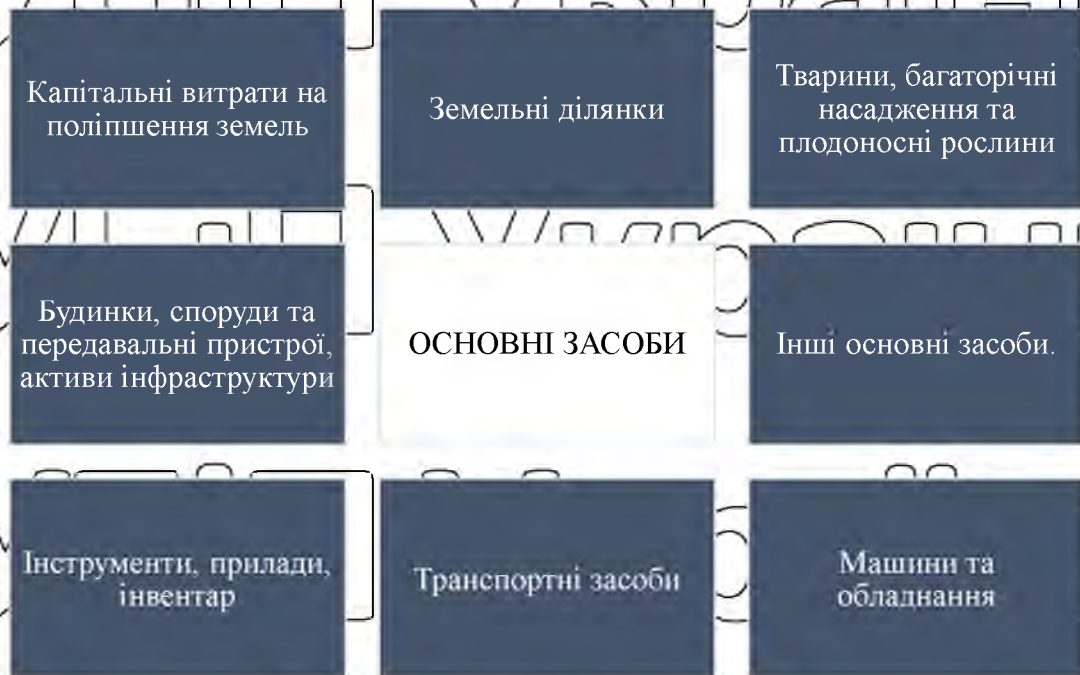 Капітальні витрати на
поліпшення земель
Земельні ділянки
Тварини, багаторічні
насадження та
плодоносні рослини
Будинки, споруди та
передавальні пристрої,
активи інфраструктури
ОСНОВНІ ЗАСОБИ
Інші основні засоби.
Інструменти, прилади,
інвентар
Транспортні засоби
Машини та
обладнання